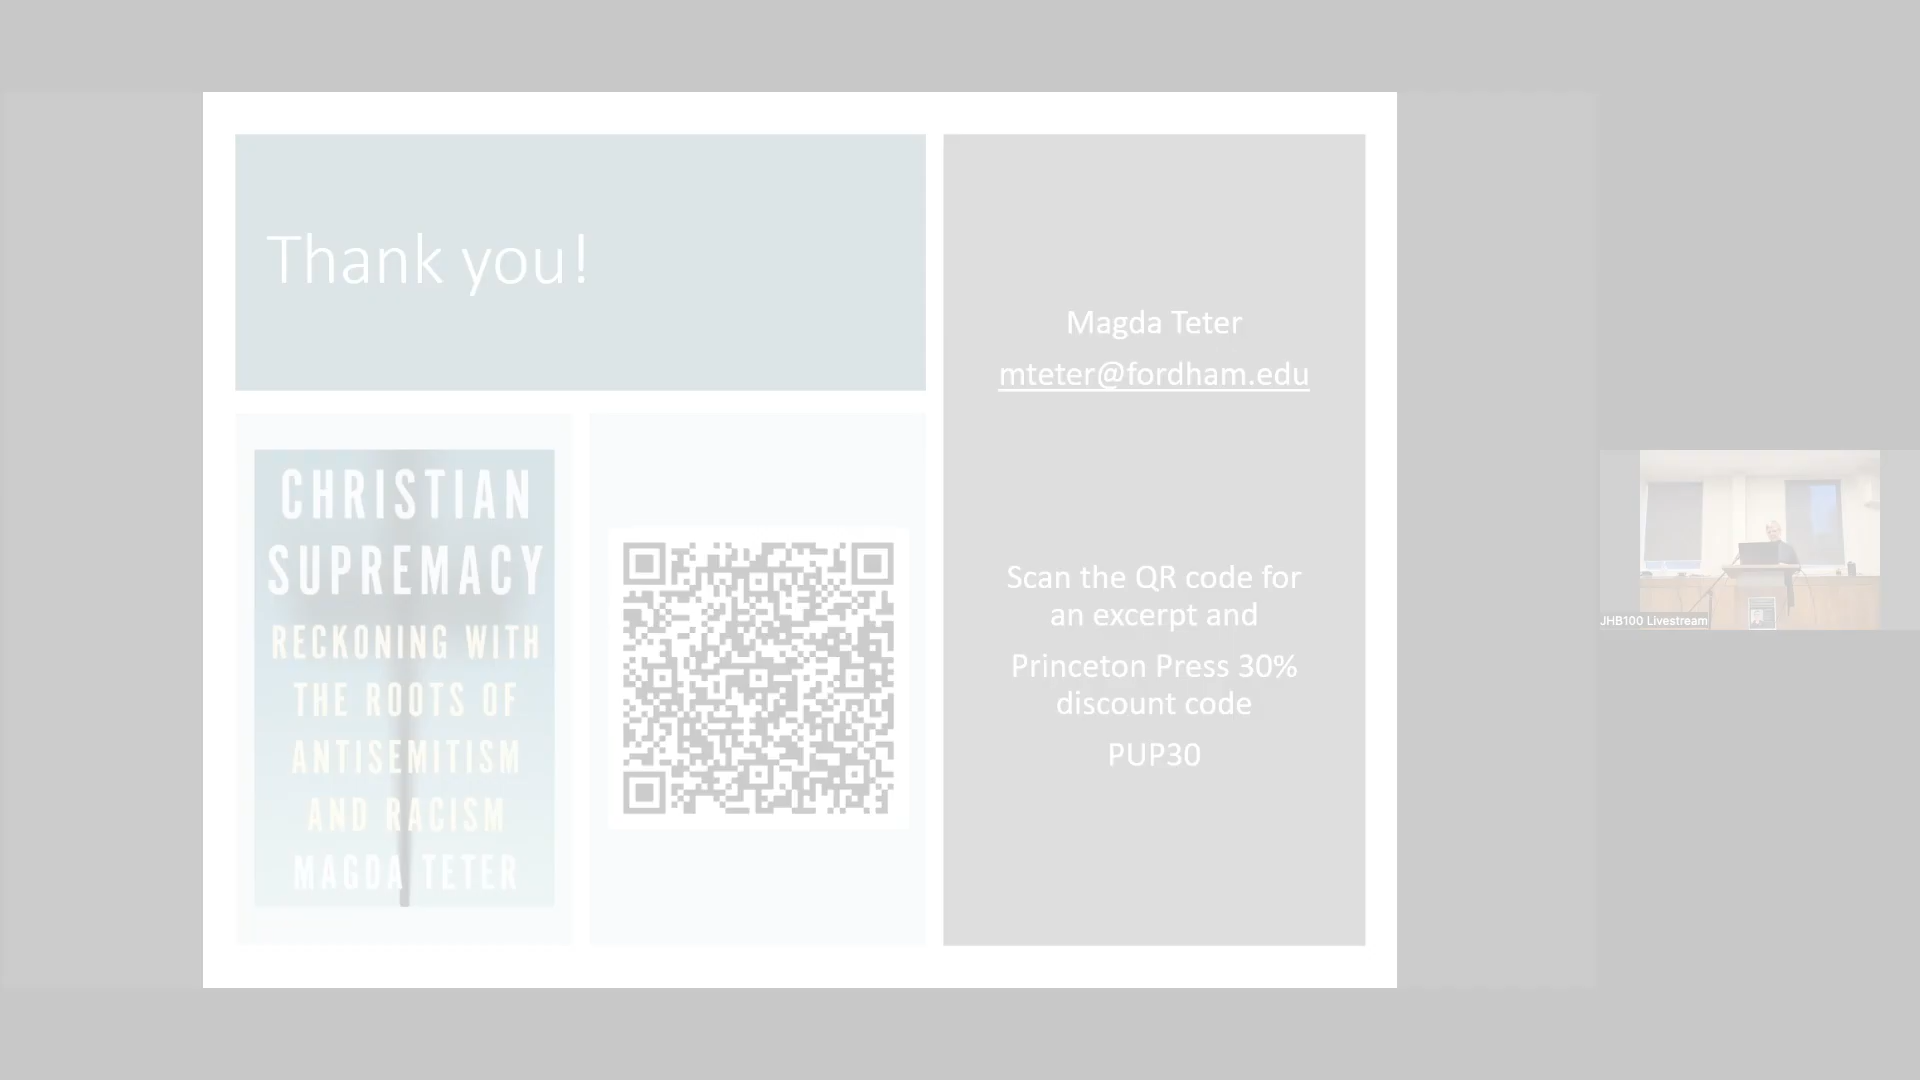 Thank you!
Magda Teter
mteter@fordham.edu
CHRISTIAN
SUPREMACY
RECKONING WITH
THE ROOTS OF
ANTISEMITISM
AND RACISM
MAGDA TETER
Scan the QR code for
an excerpt and
Princeton Press 30%
discount code
PUP30
JHB100 Livestream